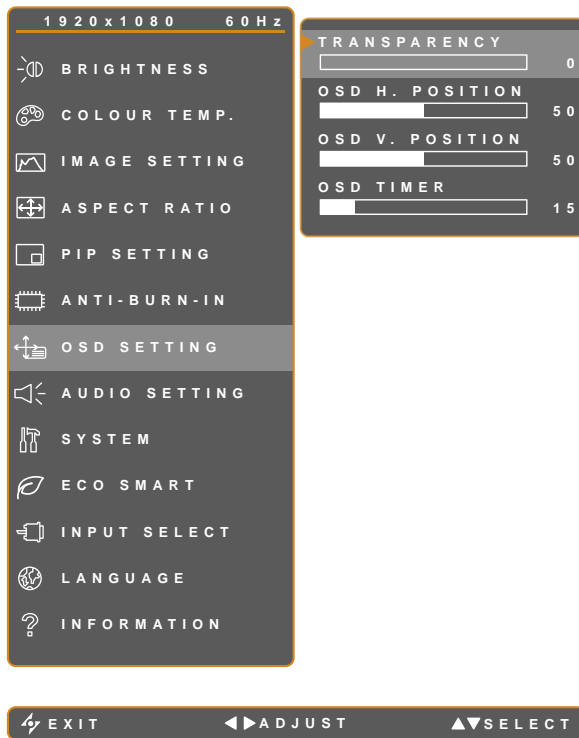 1920x1080 60Hz
BRIGHTNESS
COLOUR TEMP.
IMAGE SETTING
ASPECT RATIO
PIP SETTING
ANTI-BURN-IN
OSD SETTING
AUDIO SETTING
SYSTEM
ECO SMART
INPUT SELECT
LANGUAGE
INFORMATION
TRANSPARENCY
0
OSD H. POSITION
50
OSD V. POSITION
50
OSD TIMER
15
EXIT ADJUST SELECT